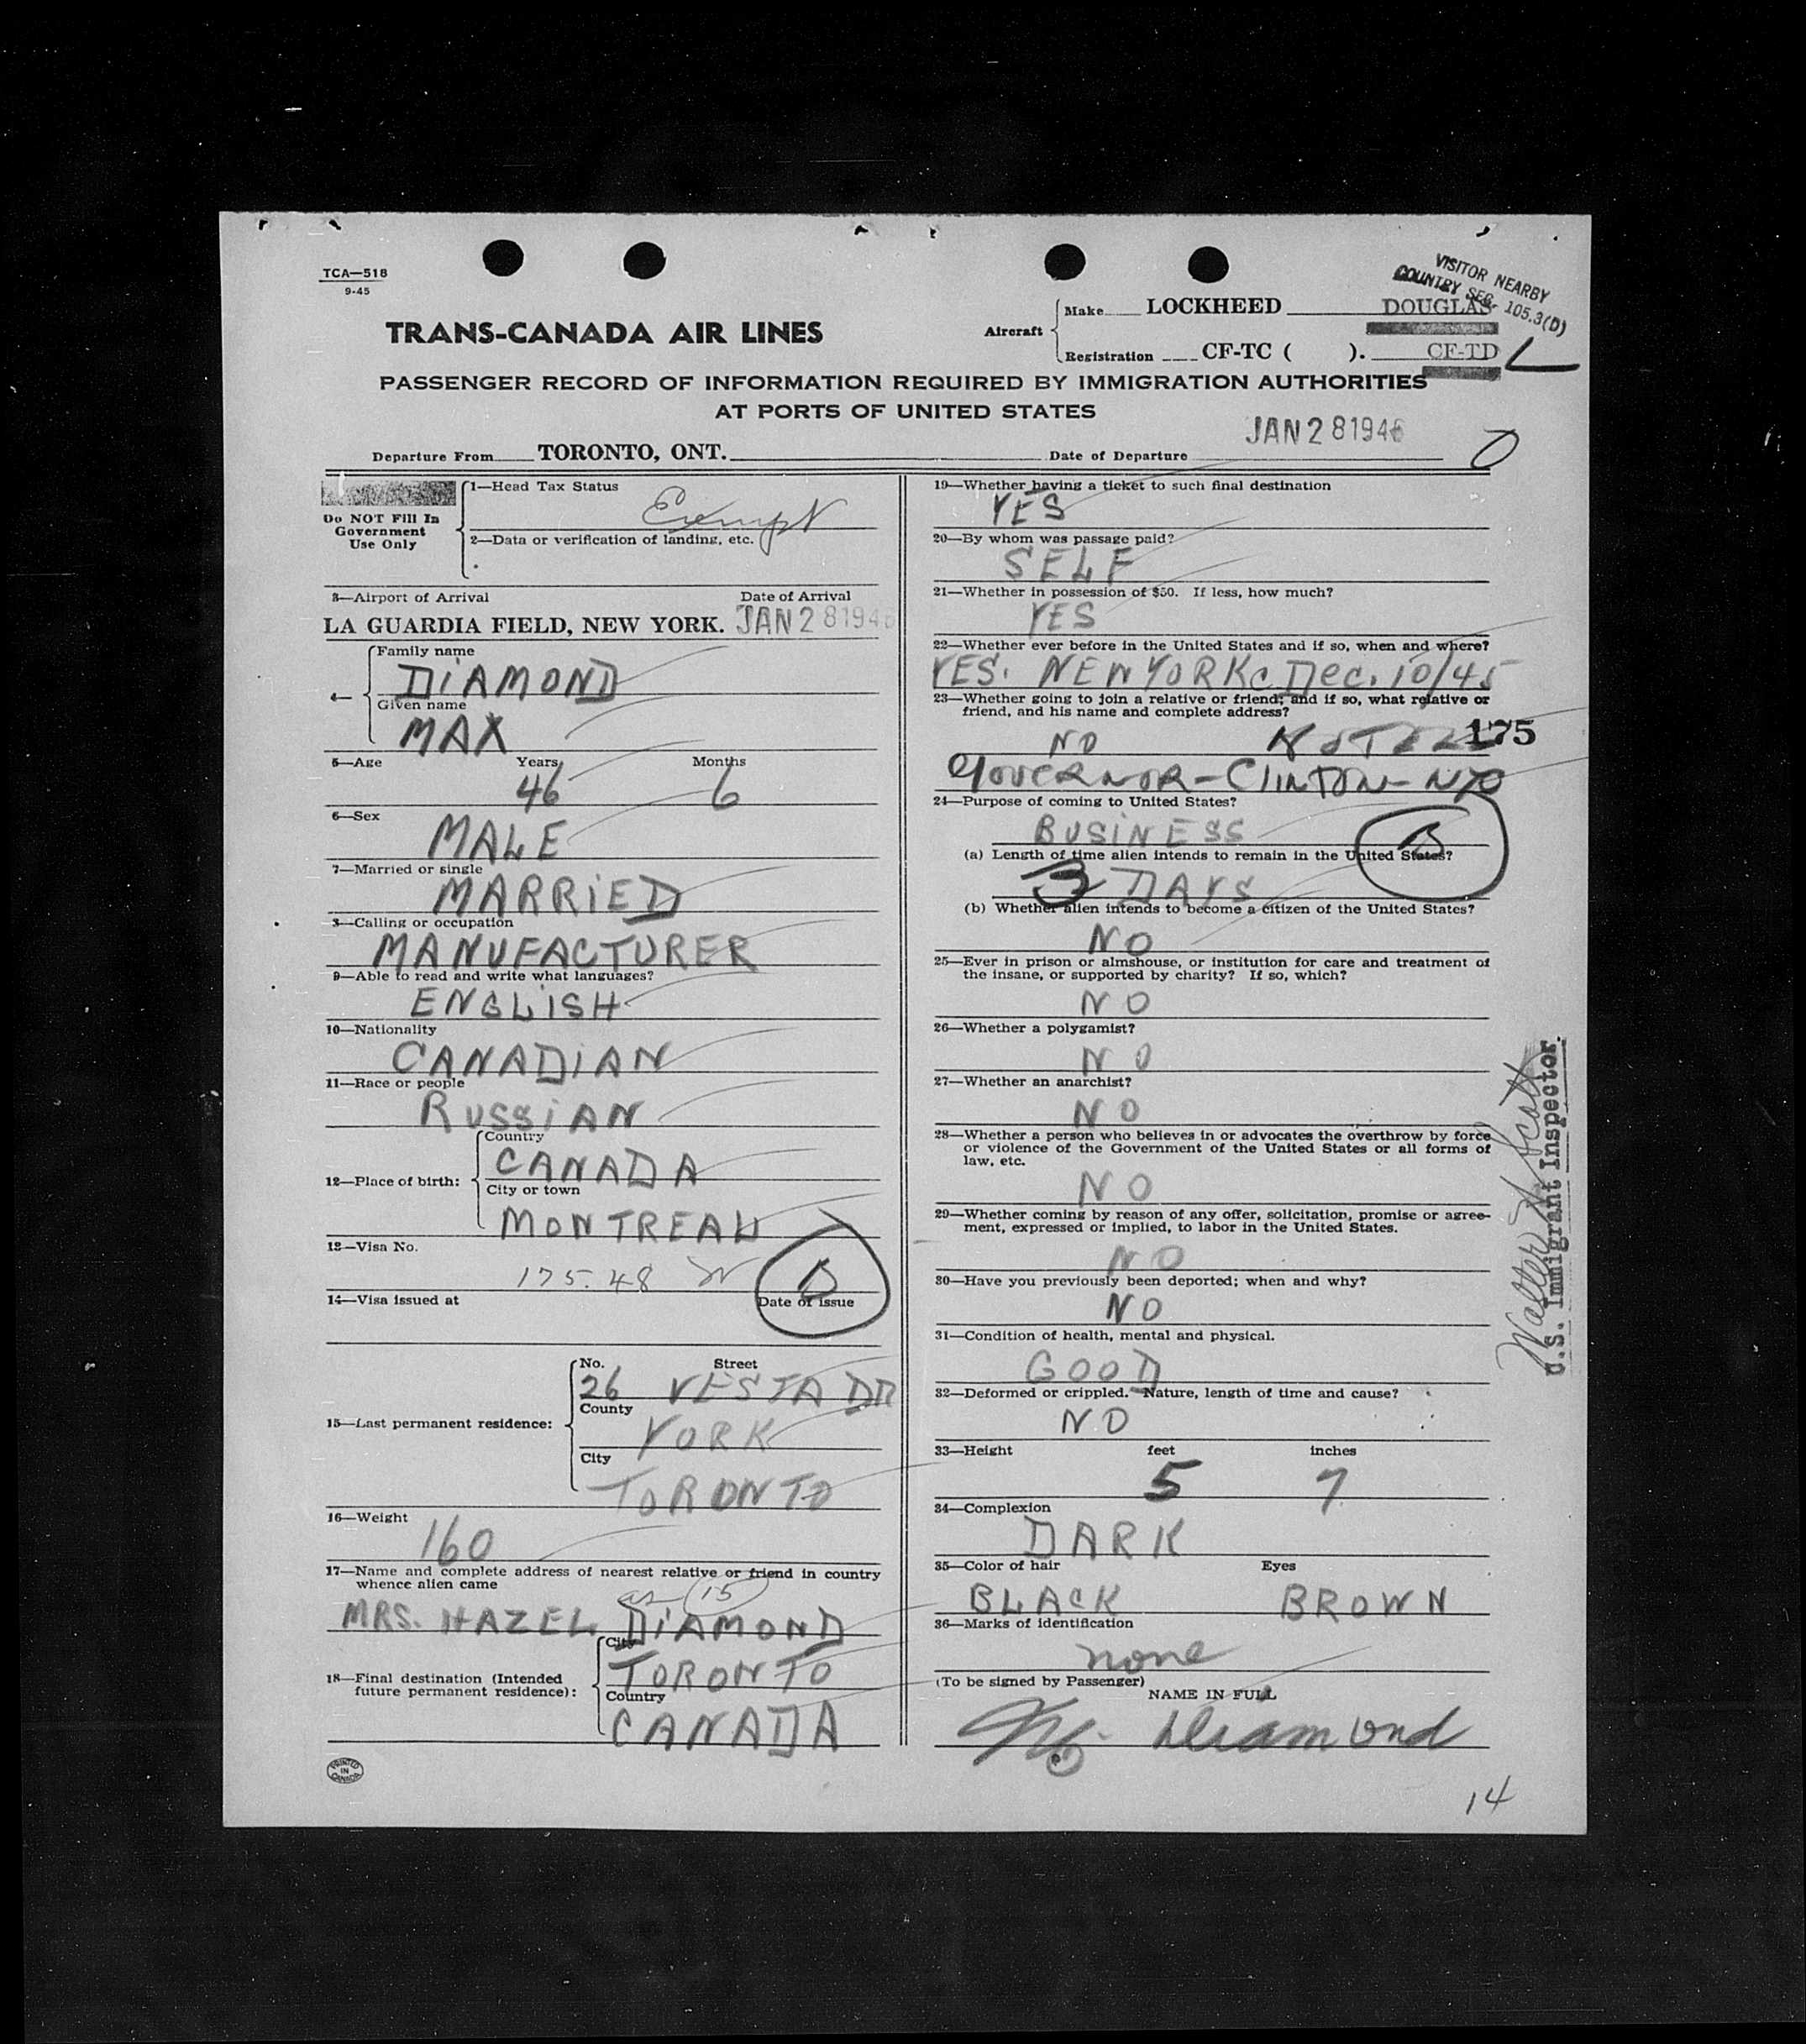 TCA—518
9-45
VISITOR NEARBY
COUNTRY SEC. 105.3(D)
TRANS-CANADA AIR LINES
Aircraft
Make LOCKHEED DOUGLAS
Registration CF-TC ( ). CF-TD
PASSENGER RECORD OF INFORMATION REQUIRED BY IMMIGRATION AUTHORITIES
AT PORTS OF UNITED STATES
JAN 28 1946
Departure From TORONTO, ONT. Date of Departure
Do NOT Fill In
Government
Use Only
1—Head Tax Status
Exempt
2—Data or verification of landing, etc.
3—Airport of Arrival Date of Arrival
LA GUARDIA FIELD, NEW YORK. JAN 28 1946
4—
Family name
DIAMOND
Given name
MAX
5—Age Years Months
46 6
6—Sex
MALE
7—Married or single
MARRIED
8—Calling or occupation
MANUFACTURER
9—Able to read and write what languages?
ENGLISH
10—Nationality
CANADIAN
11—Race or people
RUSSIAN
12—Place of birth:
Country
CANADA
City or town
MONTREAL
13—Visa No.
175.48 B
14—Visa issued at Date of issue
15—Last permanent residence:
No. Street
26 VESTA DR
County
YORK
City
TORONTO
16—Weight
160
17—Name and complete address of nearest relative or friend in country
whence alien came
as 15
MRS. HAZEL DIAMOND
18—Final destination (Intended
future permanent residence):
City
TORONTO
Country
CANADA
PRINTED
IN
CANADA
19—Whether having a ticket to such final destination
YES
20—By whom was passage paid?
SELF
21—Whether in possession of $50. If less, how much?
YES
22—Whether ever before in the United States and if so, when and where?
YES. NEW YORK C Dec. 10/45
23—Whether going to join a relative or friend; and if so, what relative or
friend, and his name and complete address?
175
NO HOTEL
GOVERNOR-CLINTON-NYC
24—Purpose of coming to United States?
BUSINESS B
(a) Length of time alien intends to remain in the United States?
3 DAYS
(b) Whether alien intends to become a citizen of the United States?
NO
25—Ever in prison or almshouse, or institution for care and treatment of
the insane, or supported by charity? If so, which?
NO
26—Whether a polygamist?
NO
27—Whether an anarchist?
NO
28—Whether a person who believes in or advocates the overthrow by force
or violence of the Government of the United States or all forms of
law, etc.
NO
29—Whether coming by reason of any offer, solicitation, promise or agree-
ment, expressed or implied, to labor in the United States.
NO
30—Have you previously been deported; when and why?
NO
31—Condition of health, mental and physical.
GOOD
32—Deformed or crippled. Nature, length of time and cause?
NO
33—Height feet inches
5 7
34—Complexion
DARK
35—Color of hair Eyes
BLACK BROWN
36—Marks of identification
none
(To be signed by Passenger)
NAME IN FULL
M. Diamond
Walter Scott
U.S. Immigrant Inspector.
14